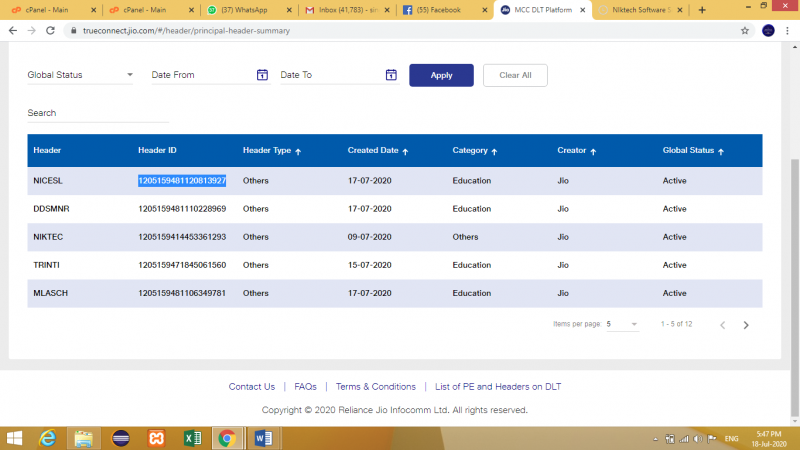 cPanel - Main
cPanel - Main
(37) WhatsApp
Inbox (41,783) - sir
(55) Facebook
MCC DLT Platform
Niktech Software S
trueconnect.jio.com/#/header/principal-header-summary
Global Status Date From Date To Apply Clear All
Search
Header Header ID Header Type Created Date Category Creator Global Status
NICESL 1205159481120813927 Others 17-07-2020 Education Jio Active
DDSMNR 1205159481110228969 Others 17-07-2020 Education Jio Active
NIKTEC 1205159414453361293 Others 09-07-2020 Others Jio Active
TRINTI 1205159471845061560 Others 15-07-2020 Education Jio Active
MLASCH 1205159481106349781 Others 17-07-2020 Education Jio Active
Items per page: 5 1 - 5 of 12
Contact Us | FAQs | Terms & Conditions | List of PE and Headers on DLT
Copyright © 2020 Reliance Jio Infocomm Ltd. All rights reserved.
ENG
5:47 PM
18-Jul-2020